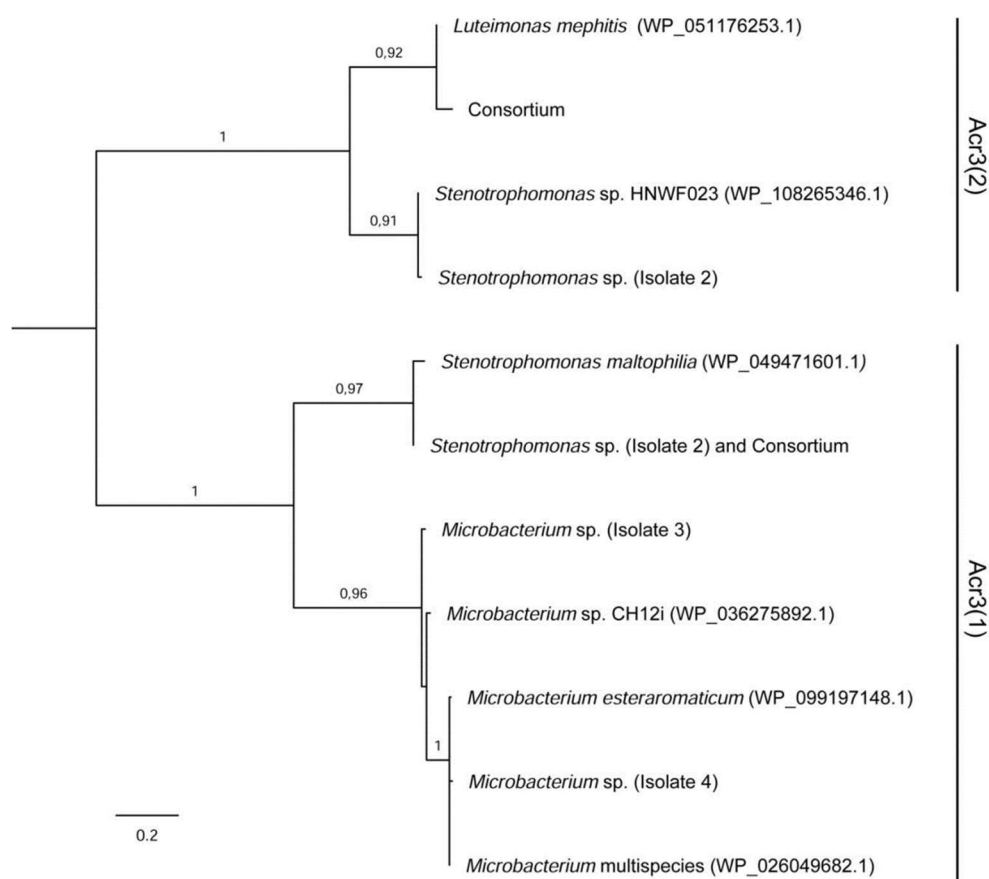 Luteimonas mephitis (WP_051176253.1)
0,92
Consortium
1
Acr3(2)
Stenotrophomonas sp. HNWF023 (WP_108265346.1)
0,91
Stenotrophomonas sp. (Isolate 2)
Stenotrophomonas maltophilia (WP_049471601.1)
0,97
Stenotrophomonas sp. (Isolate 2) and Consortium
1
Microbacterium sp. (Isolate 3)
0,96
Acr3(1)
Microbacterium sp. CH12i (WP_036275892.1)
Microbacterium esteraromaticum (WP_099197148.1)
1
Microbacterium sp. (Isolate 4)
0.2
Microbacterium multispecies (WP_026049682.1)